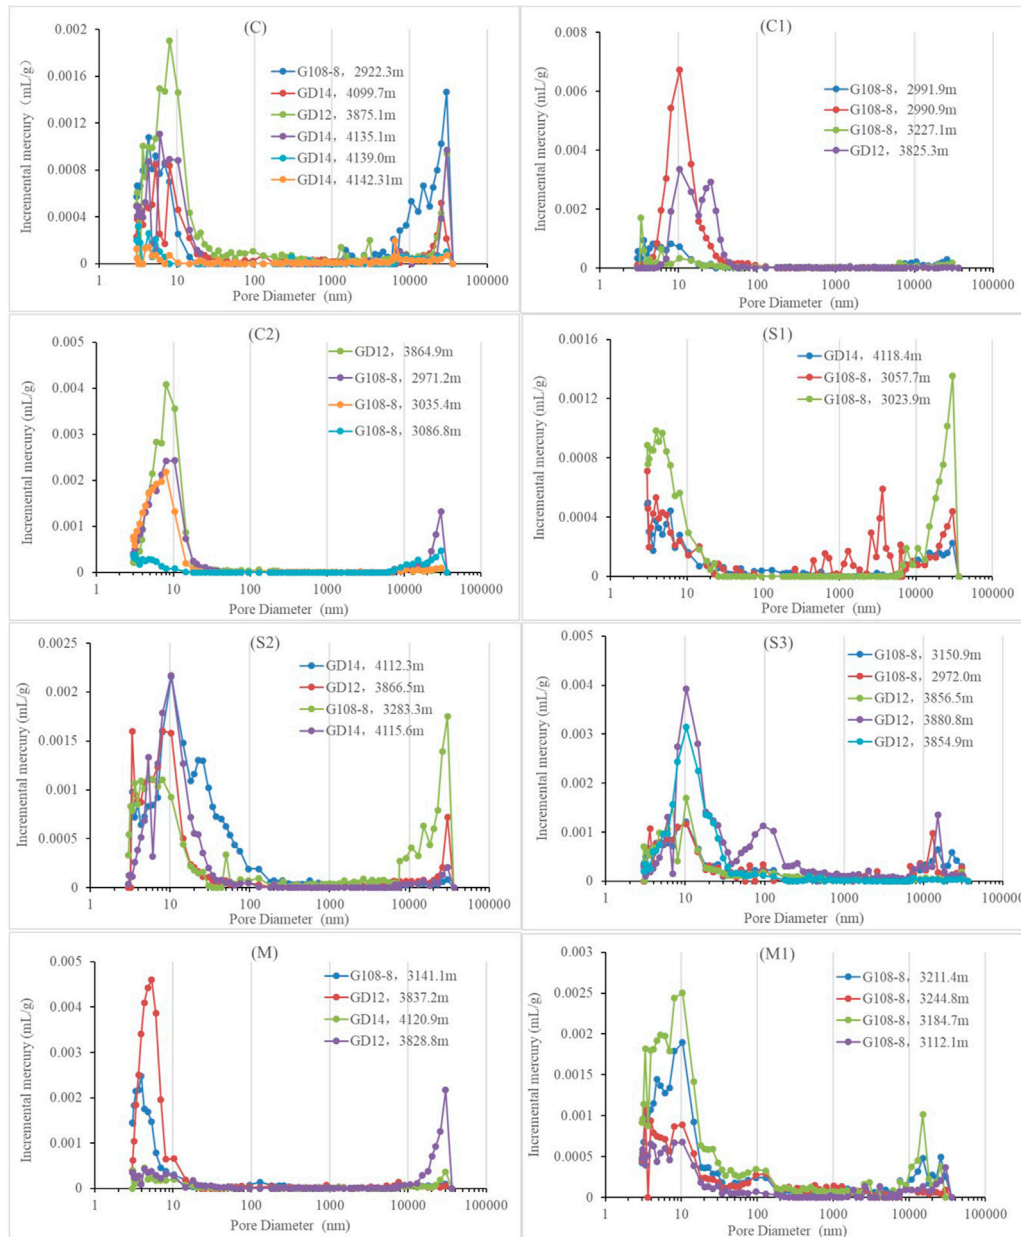 (C)
0.002
0.0016
0.0012
0.0008
0.0004
0
Incremental mercury （mL/g）
G108-8，2922.3m
GD14，4099.7m
GD12，3875.1m
GD14，4135.1m
GD14，4139.0m
GD14，4142.31m
1 10 100 1000 10000 100000
Pore Diameter (nm)
(C1)
0.008
0.006
0.004
0.002
0
Incremental mercury (mL/g)
G108-8，2991.9m
G108-8，2990.9m
G108-8，3227.1m
GD12，3825.3m
1 10 100 1000 10000 100000
Pore Diameter (nm)
(C2)
0.005
0.004
0.003
0.002
0.001
0
Incremental mercury (mL/g)
GD12，3864.9m
G108-8，2971.2m
G108-8，3035.4m
G108-8，3086.8m
1 10 100 1000 10000 100000
Pore Diameter (nm)
(S1)
0.0016
0.0012
0.0008
0.0004
0
Incremental mercury (mL/g)
GD14，4118.4m
G108-8，3057.7m
G108-8，3023.9m
1 10 100 1000 10000 100000
Pore Diameter (nm)
(S2)
0.0025
0.002
0.0015
0.001
0.0005
0
Incremental mercury (mL/g)
GD14，4112.3m
GD12，3866.5m
G108-8，3283.3m
GD14，4115.6m
1 10 100 1000 10000 100000
Pore Diameter (nm)
(S3)
0.005
0.004
0.003
0.002
0.001
0
Incremental mercury (mL/g)
G108-8，3150.9m
G108-8，2972.0m
GD12，3856.5m
GD12，3880.8m
GD12，3854.9m
1 10 100 1000 10000 100000
Pore Diameter (nm)
(M)
0.005
0.004
0.003
0.002
0.001
0
Incremental mercury (mL/g)
G108-8，3141.1m
GD12，3837.2m
GD14，4120.9m
GD12，3828.8m
1 10 100 1000 10000 100000
Pore Diameter (nm)
(M1)
0.003
0.0025
0.002
0.0015
0.001
0.0005
0
Incremental mercury (mL/g)
G108-8，3211.4m
G108-8，3244.8m
G108-8，3184.7m
G108-8，3112.1m
1 10 100 1000 10000 100000
Pore Diameter (nm)